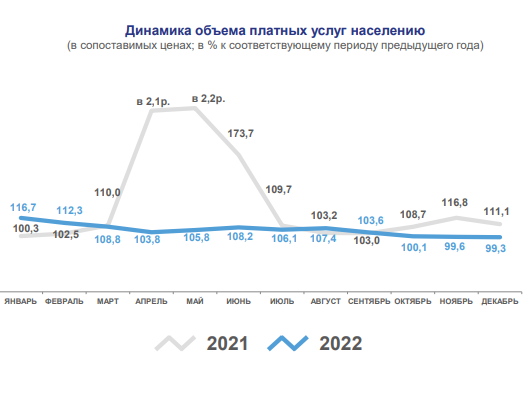 Динамика объема платных услуг населению
(в сопоставимых ценах; в % к соответствующему периоду предыдущего года)
в 2,1р. в 2,2р.
173,7
110,0 109,7
116,7 112,3 103,2 103,6 108,7 116,8 111,1
100,3 102,5 108,8 103,8 105,8 108,2 106,1 107,4 103,0 100,1 99,6 99,3
ЯНВАРЬ ФЕВРАЛЬ МАРТ АПРЕЛЬ МАЙ ИЮНЬ ИЮЛЬ АВГУСТ СЕНТЯБРЬ ОКТЯБРЬ НОЯБРЬ ДЕКАБРЬ
2021 2022